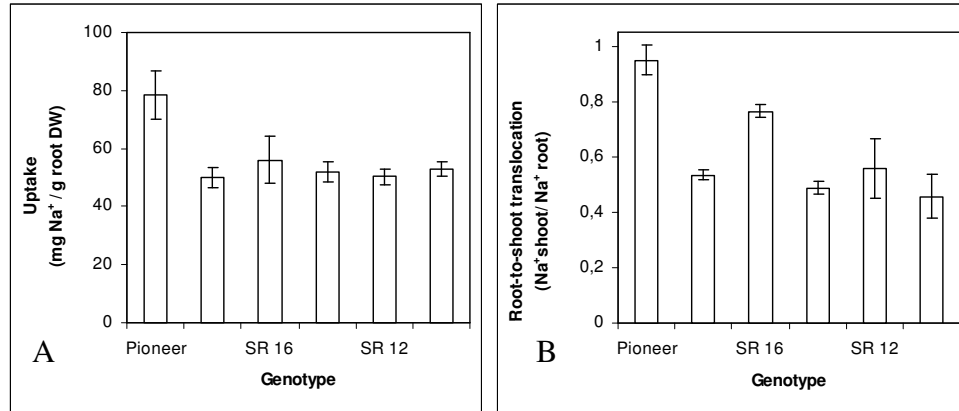 Uptake
(mg Na⁺ / g root DW)
100
80
60
40
20
0
Pioneer SR 16 SR 12
Genotype
A
Root-to-shoot translocation
(Na⁺shoot/ Na⁺ root)
1
0,8
0,6
0,4
0,2
0
Pioneer SR 16 SR 12
Genotype
B